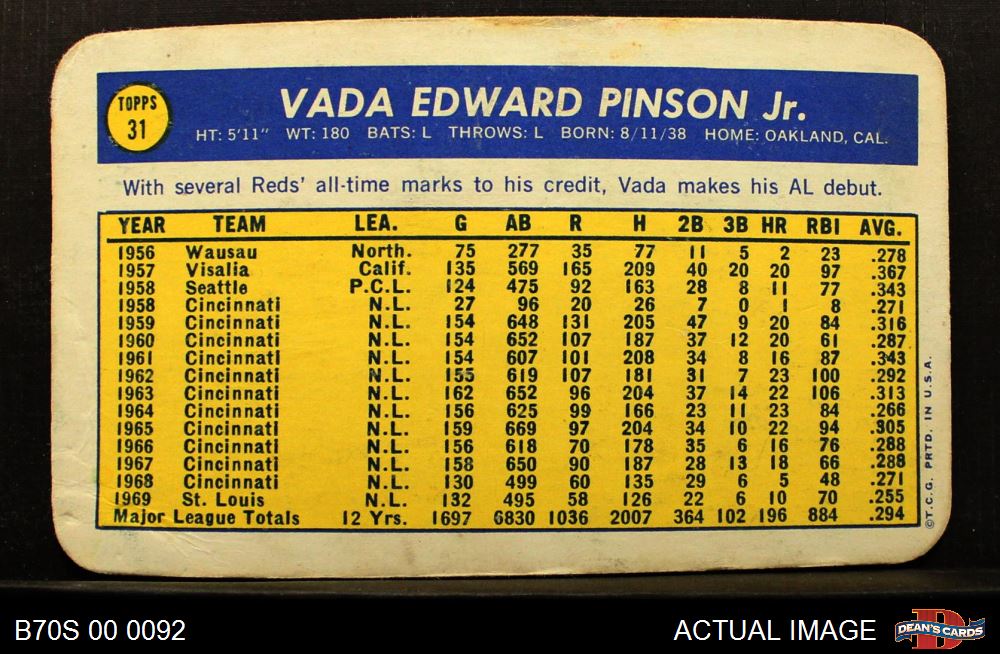 TOPPS
31
VADA EDWARD PINSON Jr.
HT: 5'11" WT: 180 BATS: L THROWS: L BORN: 8/11/38 HOME: OAKLAND, CAL.
With several Reds' all-time marks to his credit, Vada makes his AL debut.
YEAR TEAM LEA. G AB R H 2B 3B HR RBI AVG.
1956 Wausau North. 75 277 35 77 11 5 2 23 .278
1957 Visalia Calif. 135 569 165 209 40 20 20 97 .367
1958 Seattle P.C.L. 124 475 92 163 28 8 11 77 .343
1958 Cincinnati N.L. 27 96 20 26 7 0 1 8 .271
1959 Cincinnati N.L. 154 648 131 205 47 9 20 84 .316
1960 Cincinnati N.L. 154 652 107 187 37 12 20 61 .287
1961 Cincinnati N.L. 154 607 101 208 34 8 16 87 .343
1962 Cincinnati N.L. 155 619 107 181 31 7 23 100 .292
1963 Cincinnati N.L. 162 652 96 204 37 14 22 106 .313
1964 Cincinnati N.L. 156 625 99 166 23 11 23 84 .266
1965 Cincinnati N.L. 159 669 97 204 34 10 22 94 .305
1966 Cincinnati N.L. 156 618 70 178 35 6 16 76 .288
1967 Cincinnati N.L. 158 650 90 187 28 13 18 66 .288
1968 Cincinnati N.L. 130 499 60 135 29 6 5 48 .271
1969 St. Louis N.L. 132 495 58 126 22 6 10 70 .255
Major League Totals 12 Yrs. 1697 6830 1036 2007 364 102 196 884 .294
©T.C.G. PRTD. IN U.S.A.
B70S 00 0092
ACTUAL IMAGE
D
DEAN'S CARDS